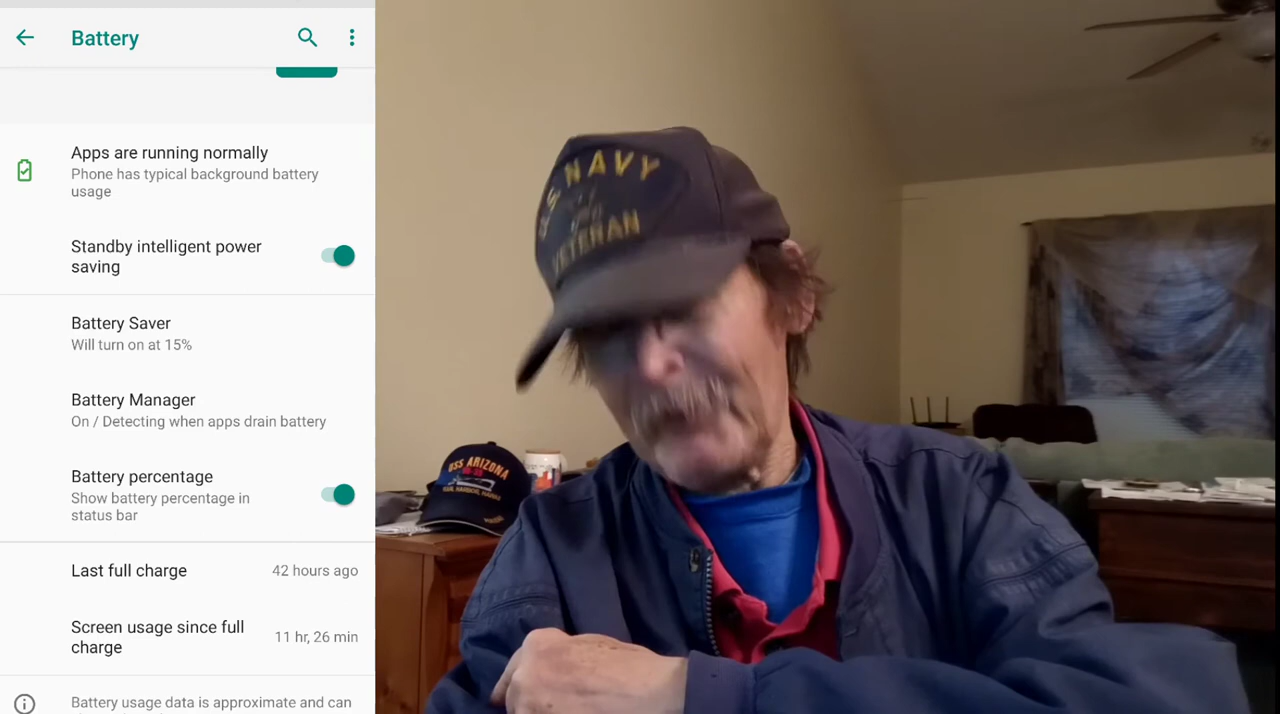 Battery
Apps are running normally
Phone has typical background battery
usage
Standby intelligent power
saving
Battery Saver
Will turn on at 15%
Battery Manager
On / Detecting when apps drain battery
Battery percentage
Show battery percentage in
status bar
Last full charge
42 hours ago
Screen usage since full
charge
11 hr, 26 min
Battery usage data is approximate and can
U S NAVY
VETERAN
USS ARIZONA
PEARL HARBOR, HAWAII